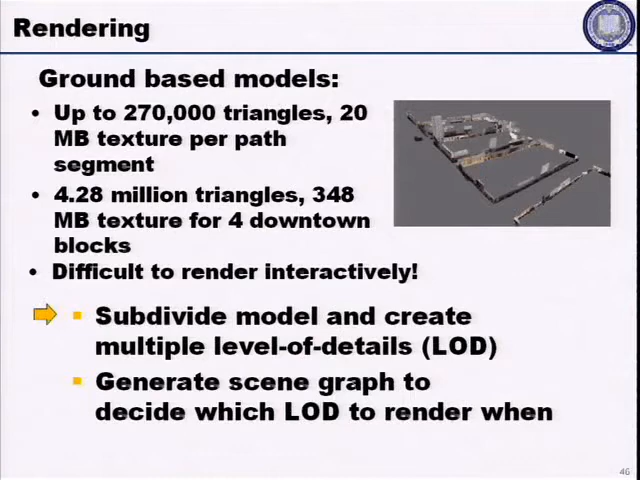 Rendering
Ground based models:
• Up to 270,000 triangles, 20
MB texture per path
segment
• 4.28 million triangles, 348
MB texture for 4 downtown
blocks
• Difficult to render interactively!
Subdivide model and create
multiple level-of-details (LOD)
Generate scene graph to
decide which LOD to render when
46